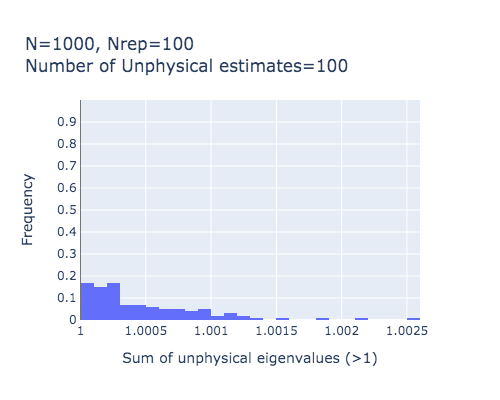 N=1000, Nrep=100
Number of Unphysical estimates=100
0.9
0.8
0.7
0.6
0.5
0.4
0.3
0.2
0.1
0
Frequency
1 1.0005 1.001 1.0015 1.002 1.0025
Sum of unphysical eigenvalues (>1)